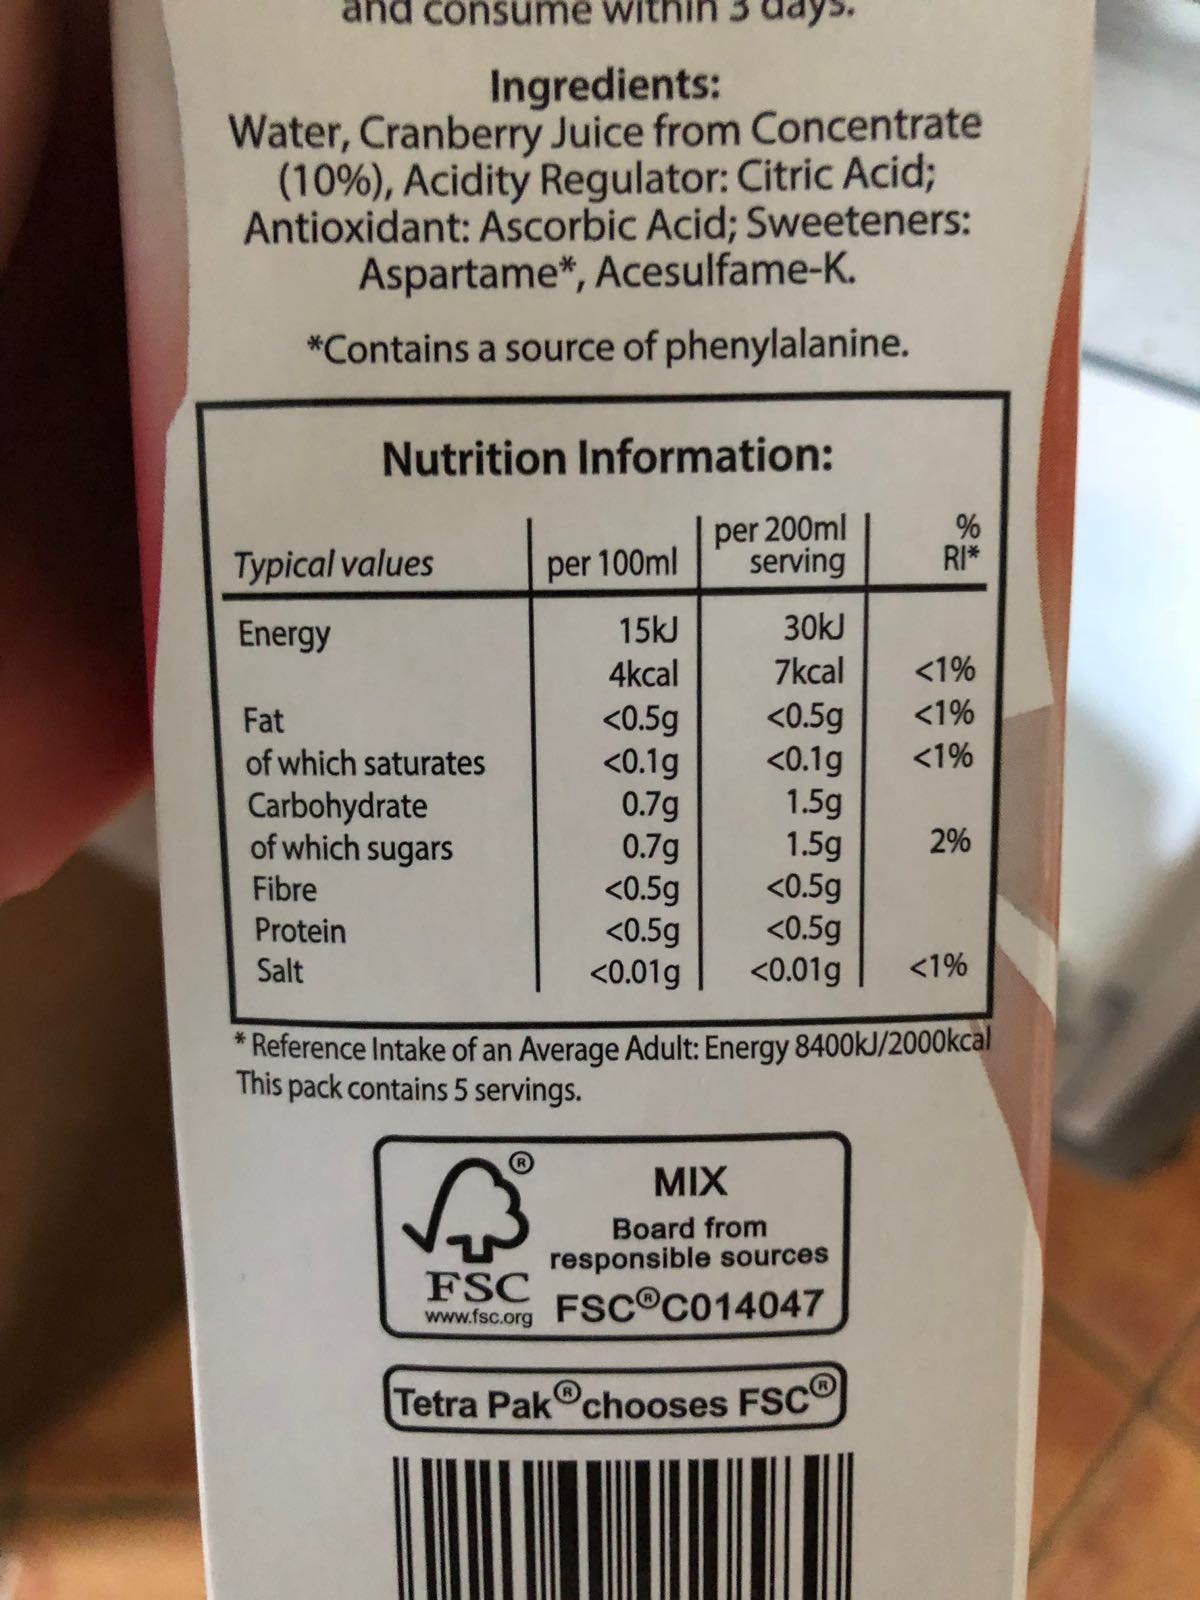 and consume within 3 days.
Ingredients:
Water, Cranberry Juice from Concentrate
(10%), Acidity Regulator: Citric Acid;
Antioxidant: Ascorbic Acid; Sweeteners:
Aspartame*, Acesulfame-K.
*Contains a source of phenylalanine.
Nutrition Information:
Typical values per 100ml per 200ml serving % RI*
Energy 15kJ 30kJ
4kcal 7kcal <1%
Fat <0.5g <0.5g <1%
of which saturates <0.1g <0.1g <1%
Carbohydrate 0.7g 1.5g
of which sugars 0.7g 1.5g 2%
Fibre <0.5g <0.5g
Protein <0.5g <0.5g
Salt <0.01g <0.01g <1%
* Reference Intake of an Average Adult: Energy 8400kJ/2000kcal
This pack contains 5 servings.
®
MIX
Board from
responsible sources
FSC
www.fsc.org
FSC®C014047
Tetra Pak® chooses FSC®